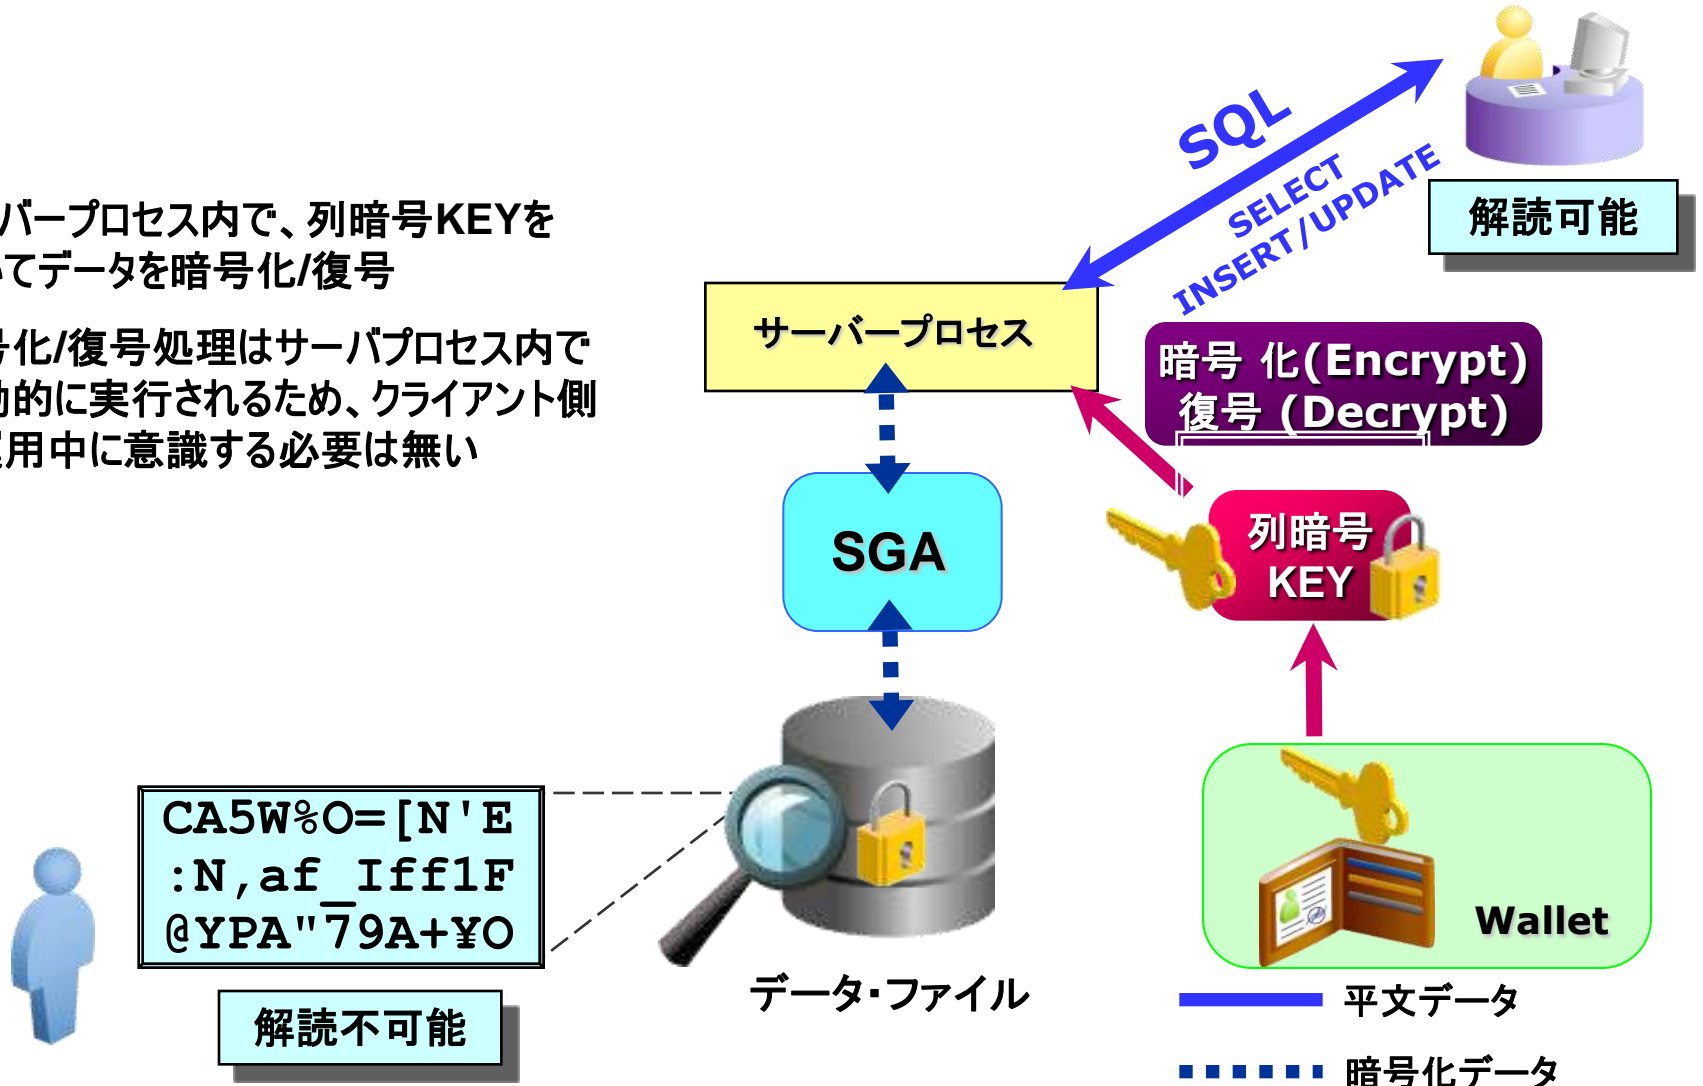 バープロセス内で、列暗号KEYを
いてデータを暗号化/復号
号化/復号処理はサーバプロセス内で
動的に実行されるため、クライアント側
運用中に意識する必要は無い
SQL
SELECT
INSERT/UPDATE
解読可能
サーバープロセス
暗号 化(Encrypt)
復号 (Decrypt)
SGA
列暗号
KEY
CA5W%O=[N'E
:N,af_Iff1F
@YPA"79A+¥O
解読不可能
データ・ファイル
Wallet
平文データ
暗号化データ